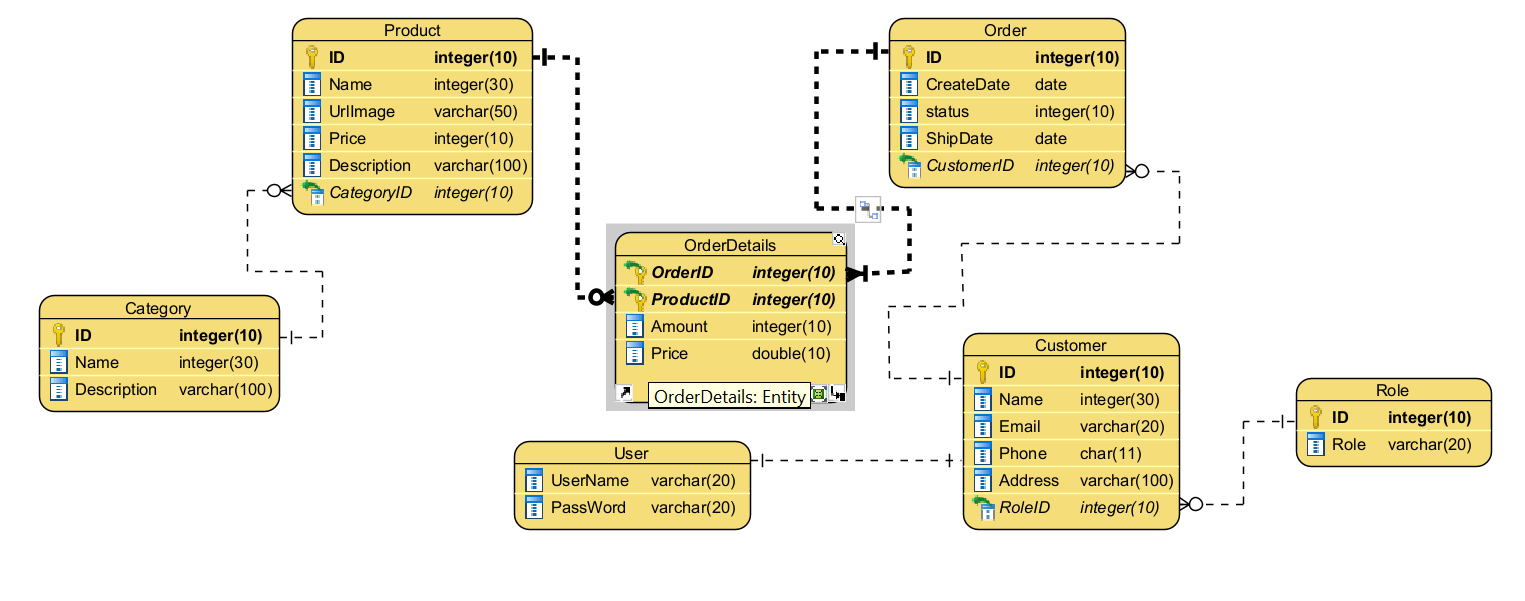 Product
ID integer(10)
Name integer(30)
UrlImage varchar(50)
Price integer(10)
Description varchar(100)
CategoryID integer(10)
Order
ID integer(10)
CreateDate date
status integer(10)
ShipDate date
CustomerID integer(10)
OrderDetails
OrderID integer(10)
ProductID integer(10)
Amount integer(10)
Price double(10)
OrderDetails: Entity
Category
ID integer(10)
Name integer(30)
Description varchar(100)
Customer
ID integer(10)
Name integer(30)
Email varchar(20)
Phone char(11)
Address varchar(100)
RoleID integer(10)
Role
ID integer(10)
Role varchar(20)
User
UserName varchar(20)
PassWord varchar(20)